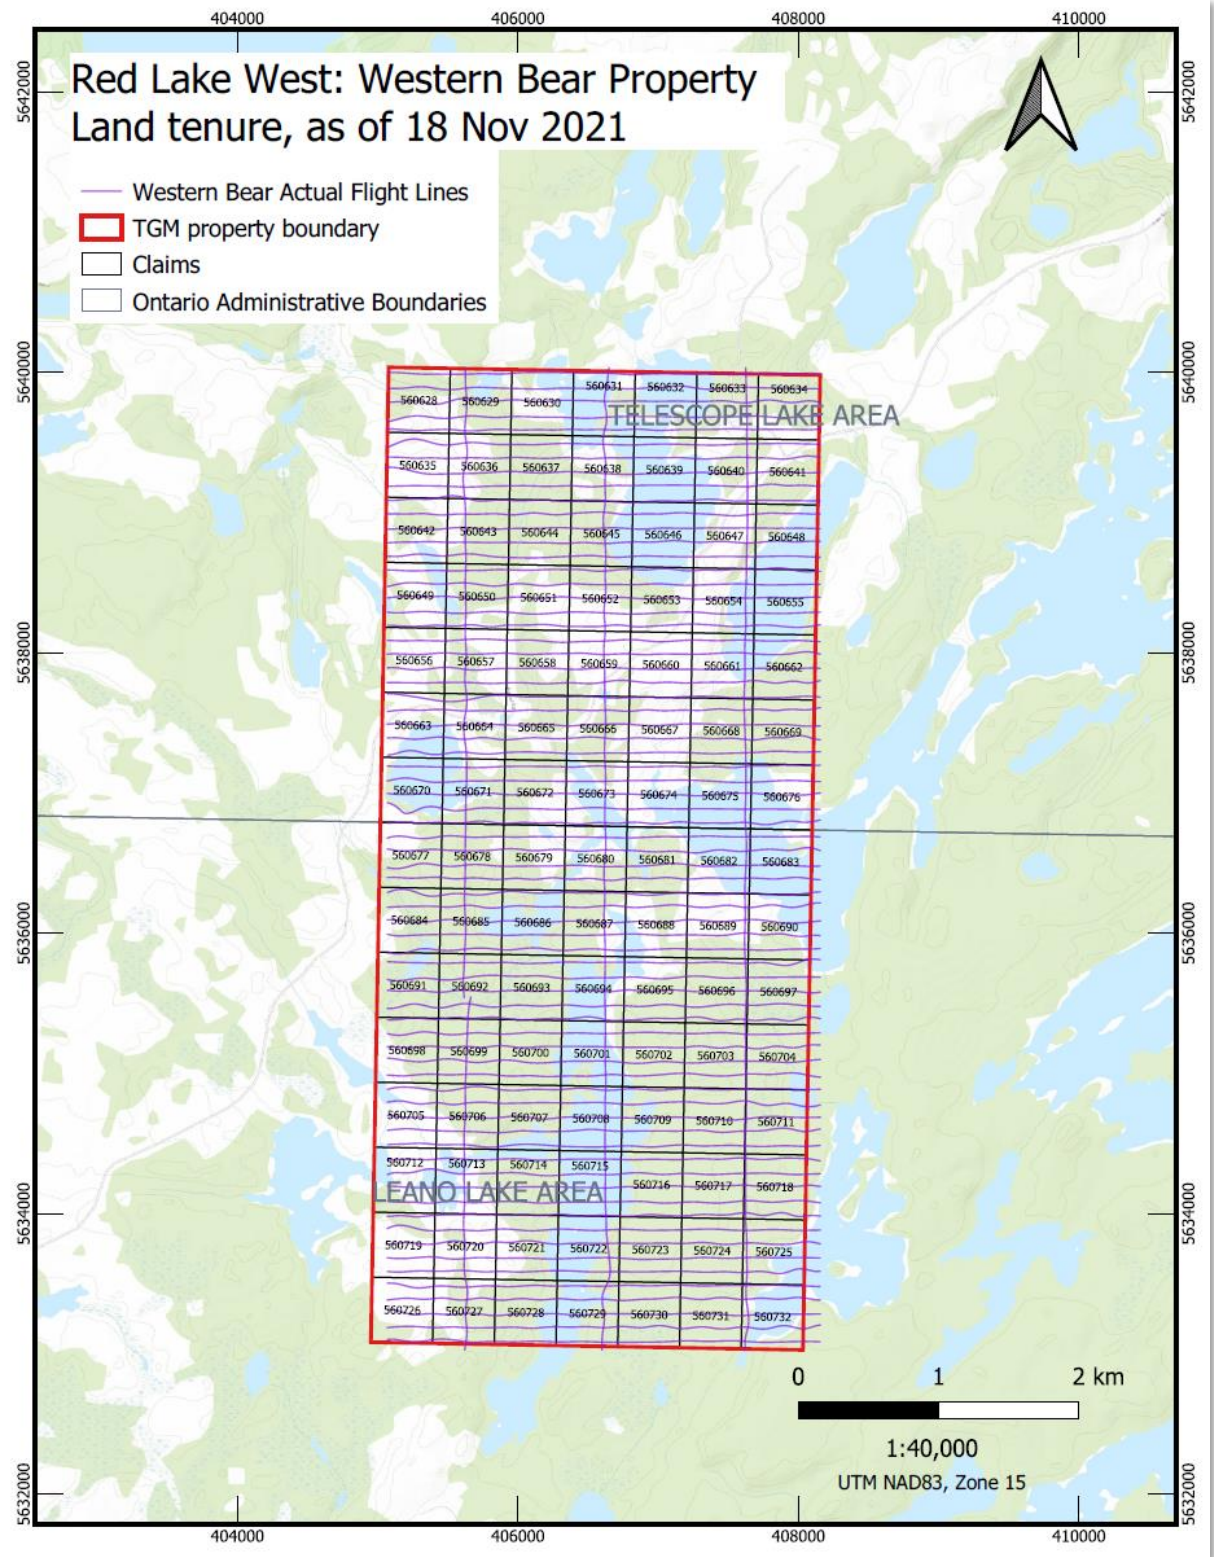 404000 406000 408000 410000
5642000 5642000
Red Lake West: Western Bear Property
Land tenure, as of 18 Nov 2021
Western Bear Actual Flight Lines
TGM property boundary
Claims
Ontario Administrative Boundaries
5640000 5640000
560628 560629 560630 560631 560632 560633 560634
TELESCOPE LAKE AREA
560635 560636 560637 560638 560639 560640 560641
560642 560643 560644 560645 560646 560647 560648
560649 560650 560651 560652 560653 560654 560655
5638000 5638000
560656 560657 560658 560659 560660 560661 560662
560663 560664 560665 560666 560667 560668 560669
560670 560671 560672 560673 560674 560675 560676
560677 560678 560679 560680 560681 560682 560683
5636000 5636000
560684 560685 560686 560687 560688 560689 560690
560691 560692 560693 560694 560695 560696 560697
560698 560699 560700 560701 560702 560703 560704
560705 560706 560707 560708 560709 560710 560711
560712 560713 560714 560715 560716 560717 560718
LEANO LAKE AREA
5634000 5634000
560719 560720 560721 560722 560723 560724 560725
560726 560727 560728 560729 560730 560731 560732
0 1 2 km
1:40,000
UTM NAD83, Zone 15
5632000 5632000
404000 406000 408000 410000